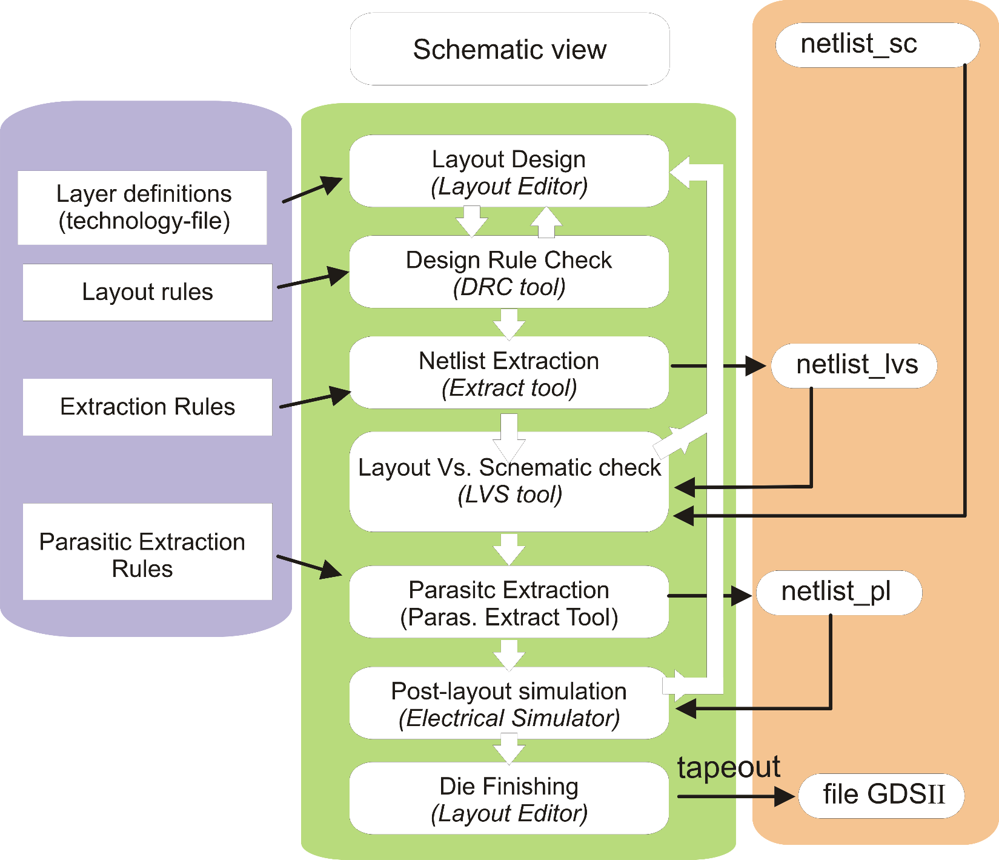 Schematic view
netlist_sc
Layer definitions
(technology-file)
Layout rules
Extraction Rules
Parasitic Extraction
Rules
Layout Design
(Layout Editor)
Design Rule Check
(DRC tool)
Netlist Extraction
(Extract tool)
Layout Vs. Schematic check
(LVS tool)
Parasitc Extraction
(Paras. Extract Tool)
Post-layout simulation
(Electrical Simulator)
Die Finishing
(Layout Editor)
netlist_lvs
netlist_pl
tapeout
file GDSII